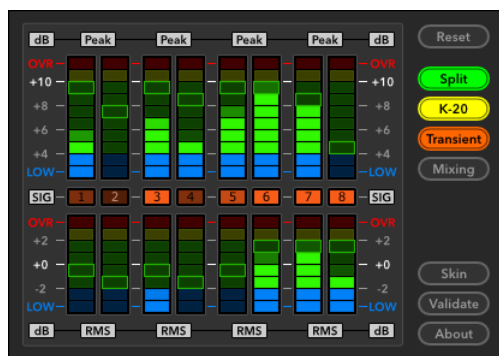 dB Peak Peak Peak Peak dB Reset
OVR OVR
+10 +10 Split
+8 +8
K-20
+6 +6
Transient
+4 +4
LOW LOW Mixing
SIG 1 2 3 4 5 6 7 8 SIG
OVR OVR
+2 +2
+0 +0 Skin
-2 -2
LOW LOW Validate
dB RMS RMS RMS RMS dB About